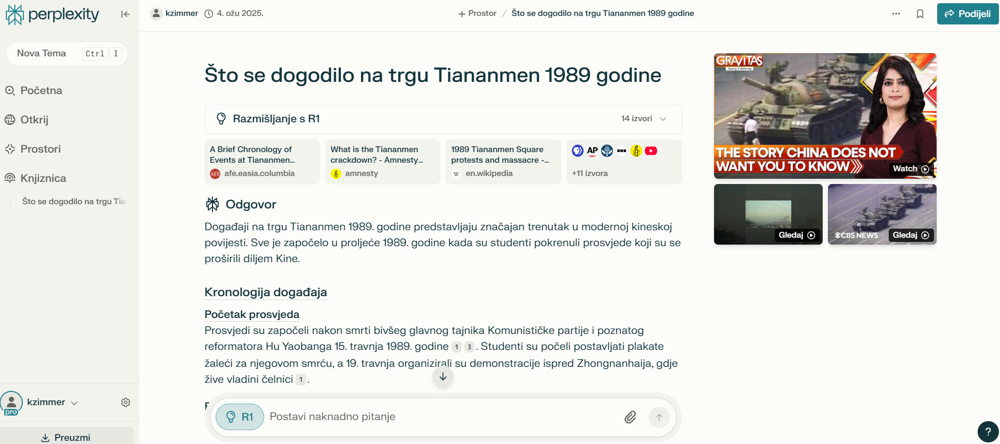 perplexity
Nova Tema
Ctrl I
Početna
Otkrij
Prostori
Knjiznica
Što se dogodilo na trgu Tia
kzimmer
pro
Preuzmi
kzimmer 4. ožu 2025.
Prostor / Što se dogodilo na trgu Tiananmen 1989 godine
Podijeli
Što se dogodilo na trgu Tiananmen 1989 godine
Razmišljanje s R1
14 izvori
A Brief Chronology of
Events at Tiananmen...
AFE afe.easia.columbia
What is the Tiananmen
crackdown? - Amnesty...
amnesty
1989 Tiananmen Square
protests and massacre -...
W en.wikipedia
AP
+11 izvora
Odgovor
Događaji na trgu Tiananmen 1989. godine predstavljaju značajan trenutak u modernoj kineskoj
povijesti. Sve je započelo u proljeće 1989. godine kada su studenti pokrenuli prosvjede koji su se
proširili diljem Kine.
Kronologija događaja
Početak prosvjeda
Prosvjedi su započeli nakon smrti bivšeg glavnog tajnika Komunističke partije i poznatog
reformatora Hu Yaobanga 15. travnja 1989. godine 1 3 . Studenti su počeli postavljati plakate
žaleći za njegovom smrću, a 19. travnja organizirali su demonstracije ispred Zhongnanhaija, gdje
žive vladini čelnici 1 .
R1
Postavi naknadno pitanje
GRAVITAS
Seeing Is Believing
THE STORY CHINA DOES NOT
WANT YOU TO KNOW
Watch
Gledaj
CBS NEWS
Gledaj
?